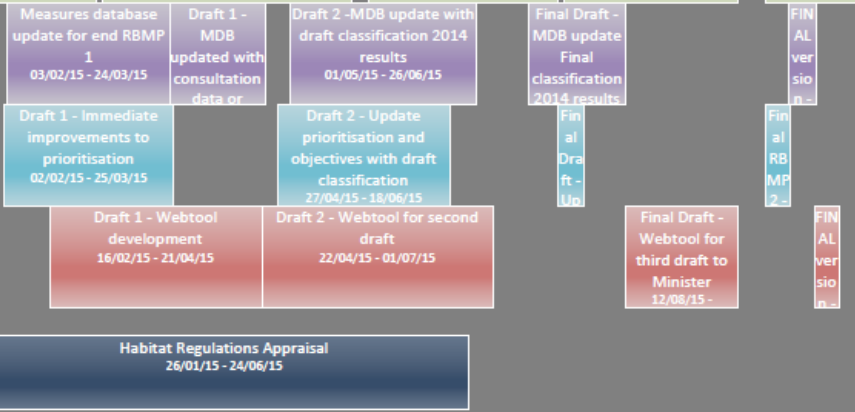 Measures database
update for end RBMP
1
03/02/15 - 24/03/15
Draft 1 -
MDB
updated with
consultation
data or
Draft 2 -MDB update with
draft classification 2014
results
01/05/15 - 26/06/15
Final Draft -
MDB update
Final
classification
2014 results
FIN
AL
ver
sio
n -
Draft 1 - Immediate
improvements to
prioritisation
02/02/15 - 25/03/15
Draft 2 - Update
prioritisation and
objectives with draft
classification
27/04/15 - 18/06/15
Fin
al
Dra
ft -
Up
Fin
al
RB
MP
2 -
Draft 1 - Webtool
development
16/02/15 - 21/04/15
Draft 2 - Webtool for second
draft
22/04/15 - 01/07/15
Final Draft -
Webtool for
third draft to
Minister
12/08/15 -
FIN
AL
ver
sio
n -
Habitat Regulations Appraisal
26/01/15 - 24/06/15